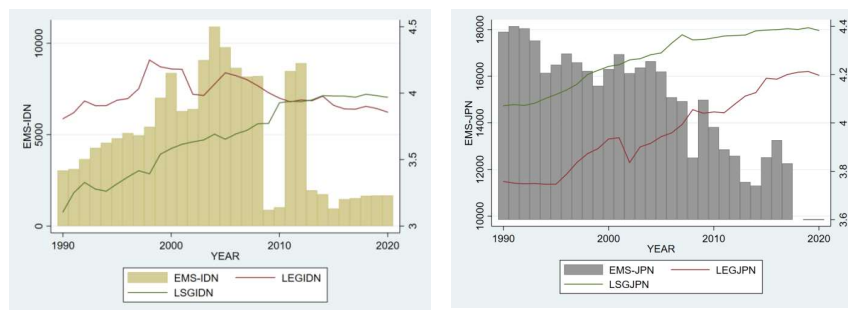 EMS-IDN
0
5000
10000
3
3.5
4
4.5
1990
2000
2010
2020
YEAR
EMS-IDN
LEGIDN
LSGIDN
EMS-JPN
10000
12000
14000
16000
18000
3.6
3.8
4
4.2
4.4
1990
2000
2010
2020
YEAR
EMS-JPN
LEGJPN
LSGJPN